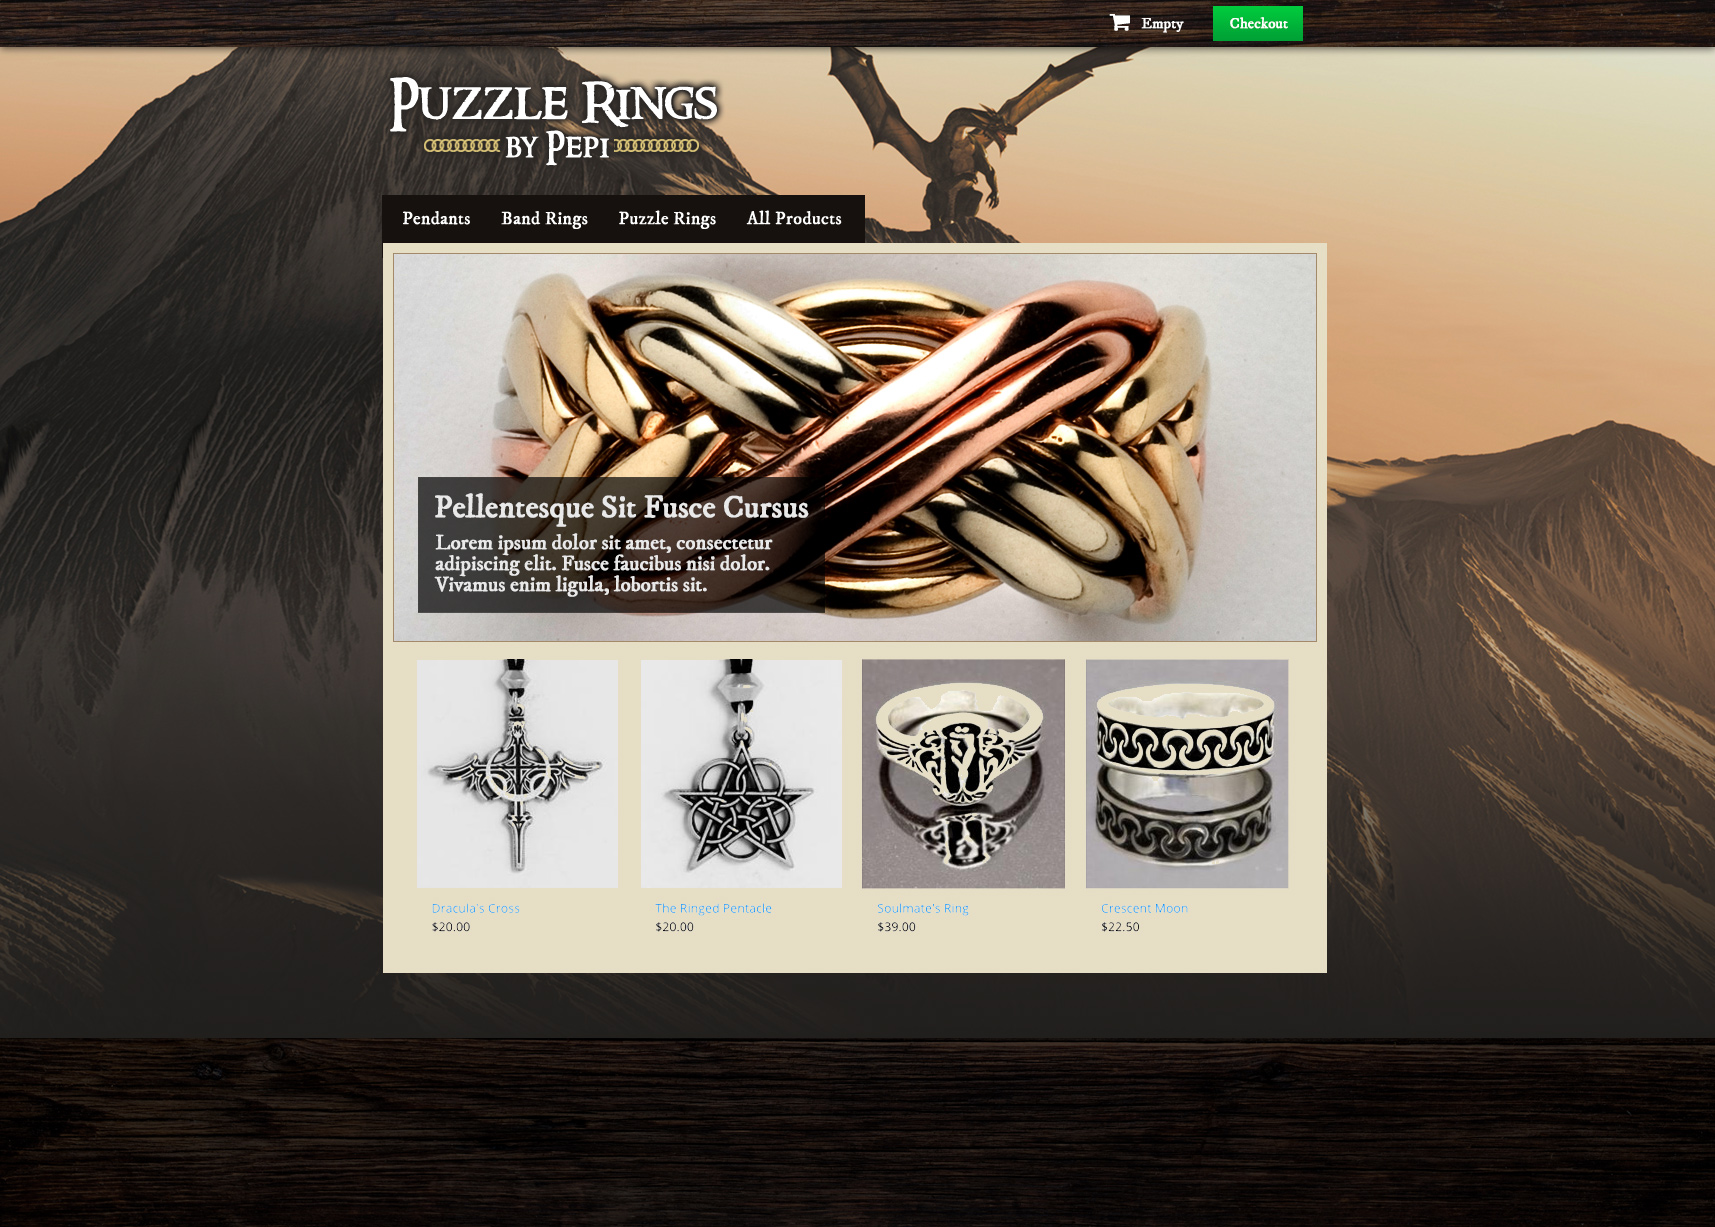 Empty
Checkout
Puzzle Rings
by Pepi
Pendants Band Rings Puzzle Rings All Products
Pellentesque Sit Fusce Cursus
Lorem ipsum dolor sit amet, consectetur
adipiscing elit. Fusce faucibus nisi dolor.
Vivamus enim ligula, lobortis sit.
Dracula's Cross
$20.00
The Ringed Pentacle
$20.00
Soulmate's Ring
$39.00
Crescent Moon
$22.50